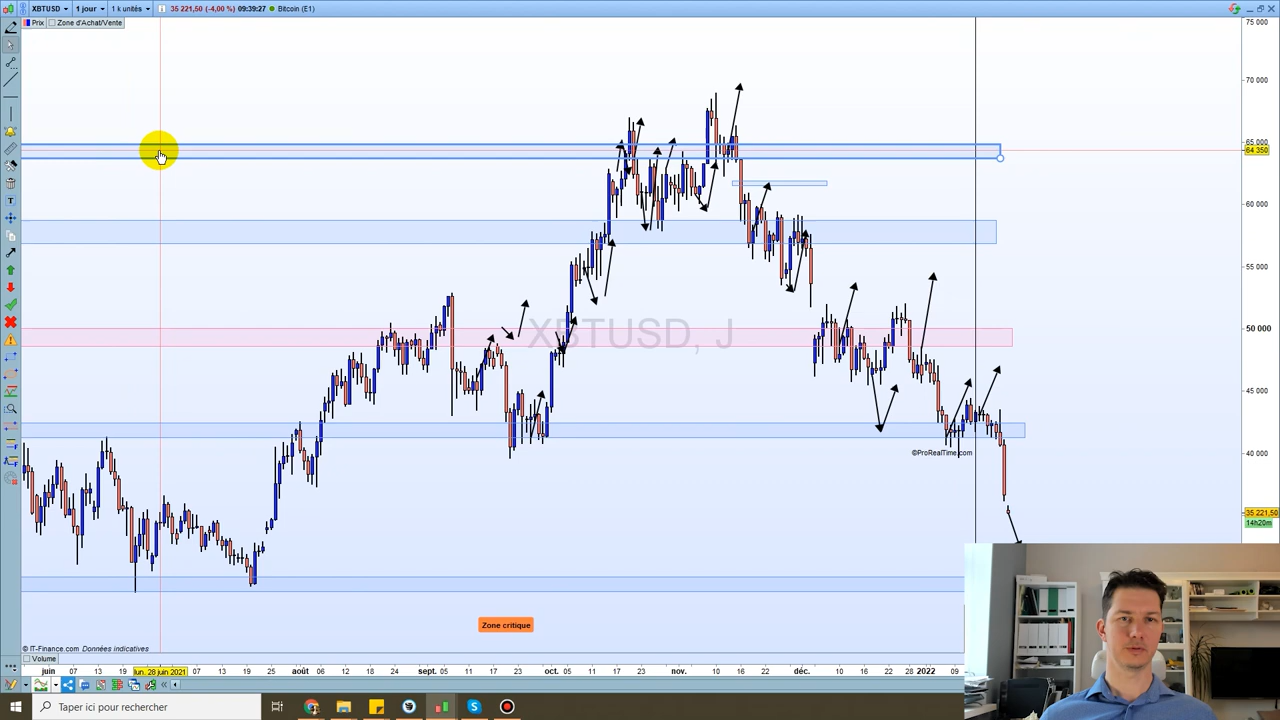 XBTUSD 1 jour 1 k unités 35 221,50 (-4,00 %) 09:39:27 Bitcoin (E1)
Prix Zone d'Achat/Vente
75 000
70 000
65 000
64 350
60 000
55 000
XBTUSD, J
50 000
45 000
©ProRealTime.com
40 000
35 221,50
14h20m
Zone critique
© IT-Finance.com Données indicatives
Volume
juin 07 13 19 lun. 28 juin 2021 07 13 19 25 août 06 12 18 24 sept. 05 11 17 23 oct. 05 11 17 23 nov. 10 16 22 déc. 10 16 22 28 2022 09
Taper ici pour rechercher